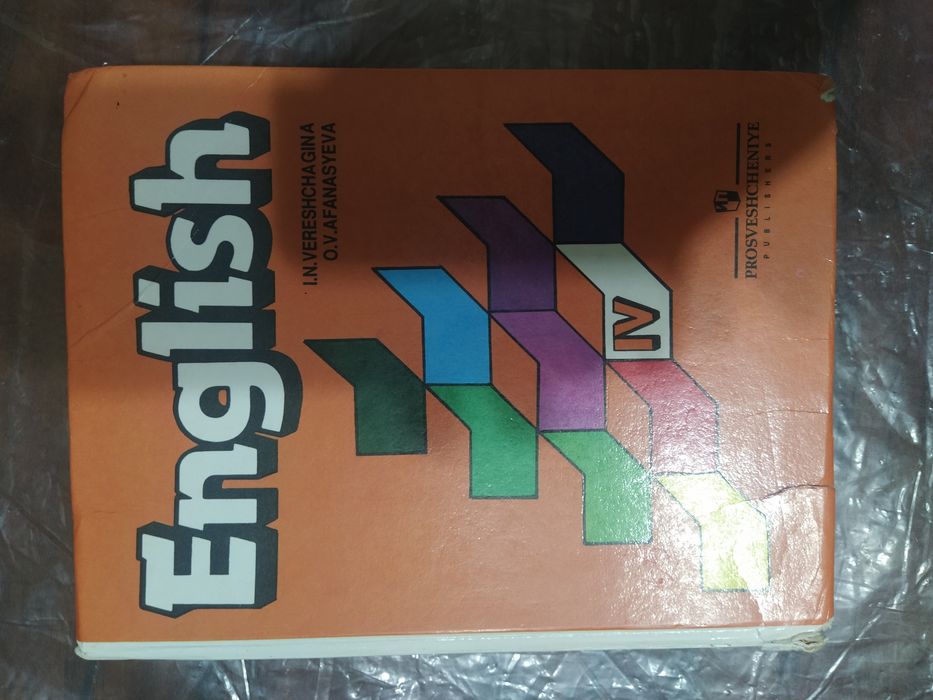 English
I.N.VERESHCHAGINA
O.V.AFANASYEVA
IV
PROSVESHCHENIYE
PUBLISHERS